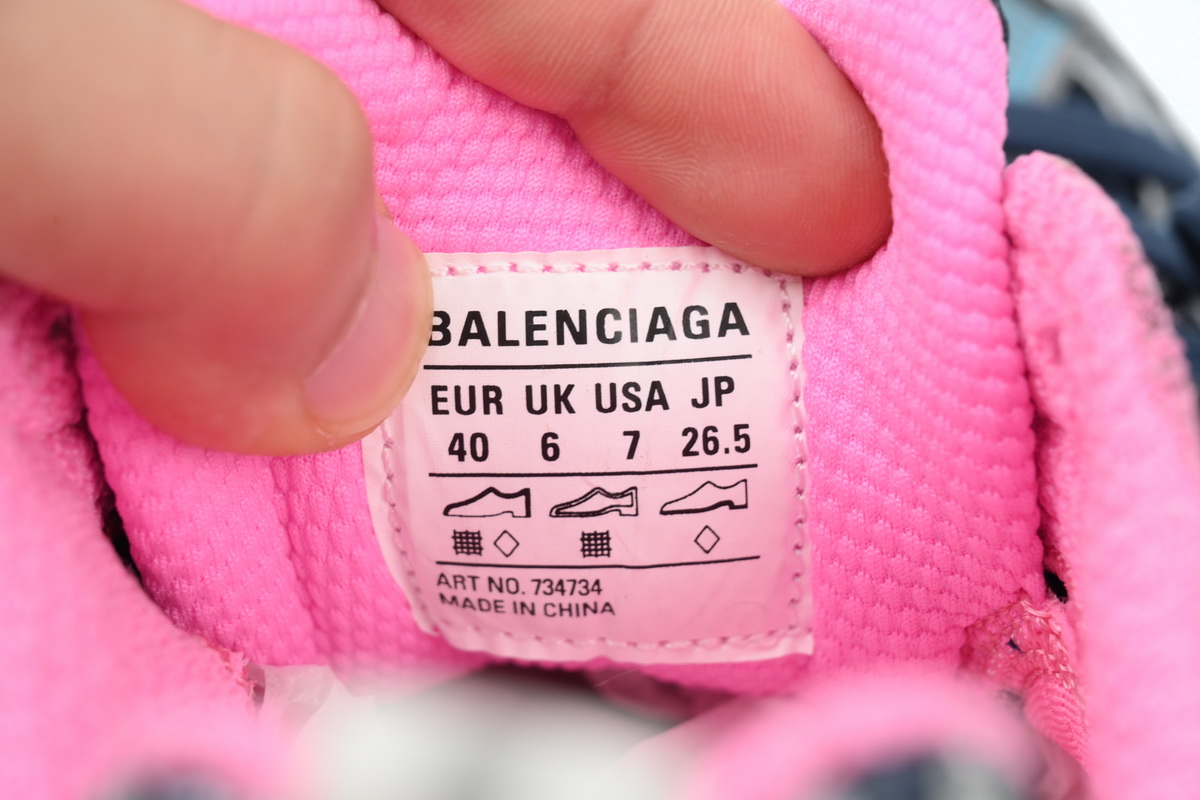 BALENCIAGA
EUR UK USA JP
40 6 7 26.5
ART NO. 734734
MADE IN CHINA